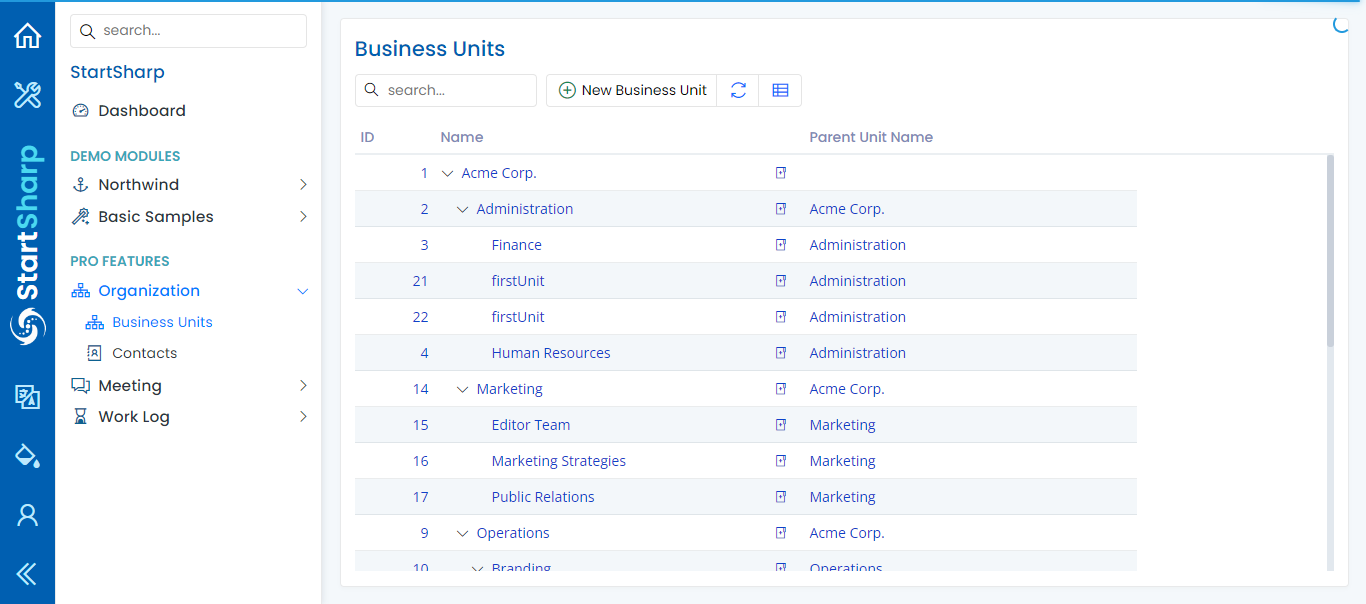 StartSharp
search...
StartSharp
Dashboard
DEMO MODULES
Northwind
Basic Samples
PRO FEATURES
Organization
Business Units
Contacts
Meeting
Work Log
Business Units
search...
New Business Unit
ID Name Parent Unit Name
1 Acme Corp.
2 Administration Acme Corp.
3 Finance Administration
21 firstUnit Administration
22 firstUnit Administration
4 Human Resources Administration
14 Marketing Acme Corp.
15 Editor Team Marketing
16 Marketing Strategies Marketing
17 Public Relations Marketing
9 Operations Acme Corp.
10 Branding Operations